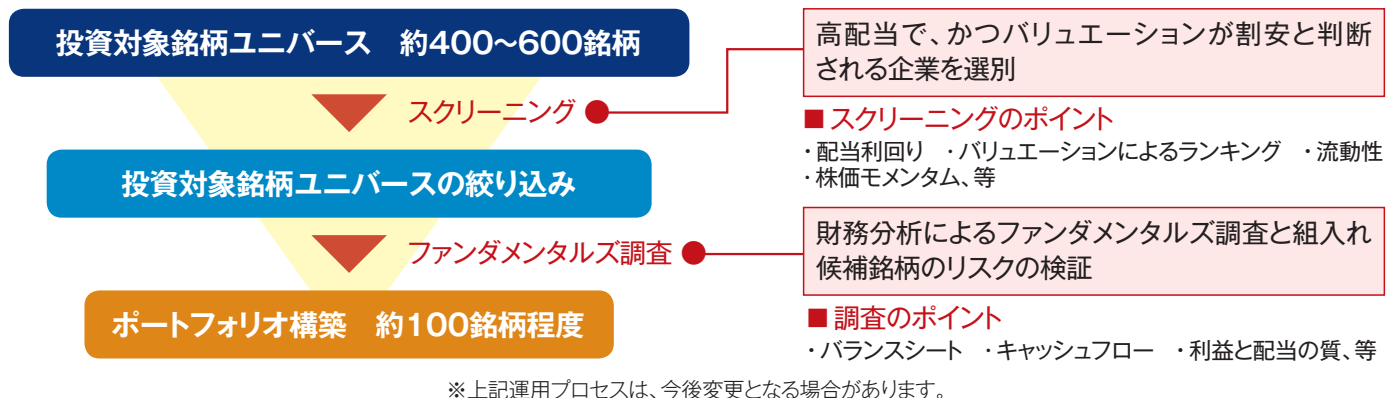 投資対象銘柄ユニバース　約400～600銘柄
スクリーニング
高配当で、かつバリュエーションが割安と判断
される企業を選別
■ スクリーニングのポイント
・配当利回り　・バリュエーションによるランキング　・流動性
・株価モメンタム、等
投資対象銘柄ユニバースの絞り込み
ファンダメンタルズ調査
財務分析によるファンダメンタルズ調査と組入れ
候補銘柄のリスクの検証
■ 調査のポイント
・バランスシート　・キャッシュフロー　・利益と配当の質、等
ポートフォリオ構築　約100銘柄程度
※上記運用プロセスは、今後変更となる場合があります。